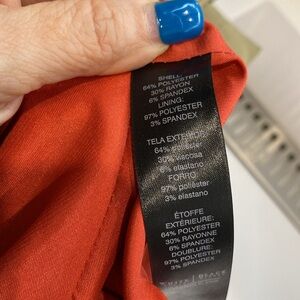 SHELL:
64% POLYESTER
30% RAYON
6% SPANDEX
LINING:
97% POLYESTER
3% SPANDEX
TELA EXTERIOR:
64% poliéster
30% viscosa
6% elastano
FORRO
97% poliéster
3% elastano
ÉTOFFE
EXTÉRIEURE:
64% POLYESTER
30% RAYONNE
6% SPANDEX
DOUBLURE:
97% POLYESTER
3% SPANDEX
WHITE BLACK